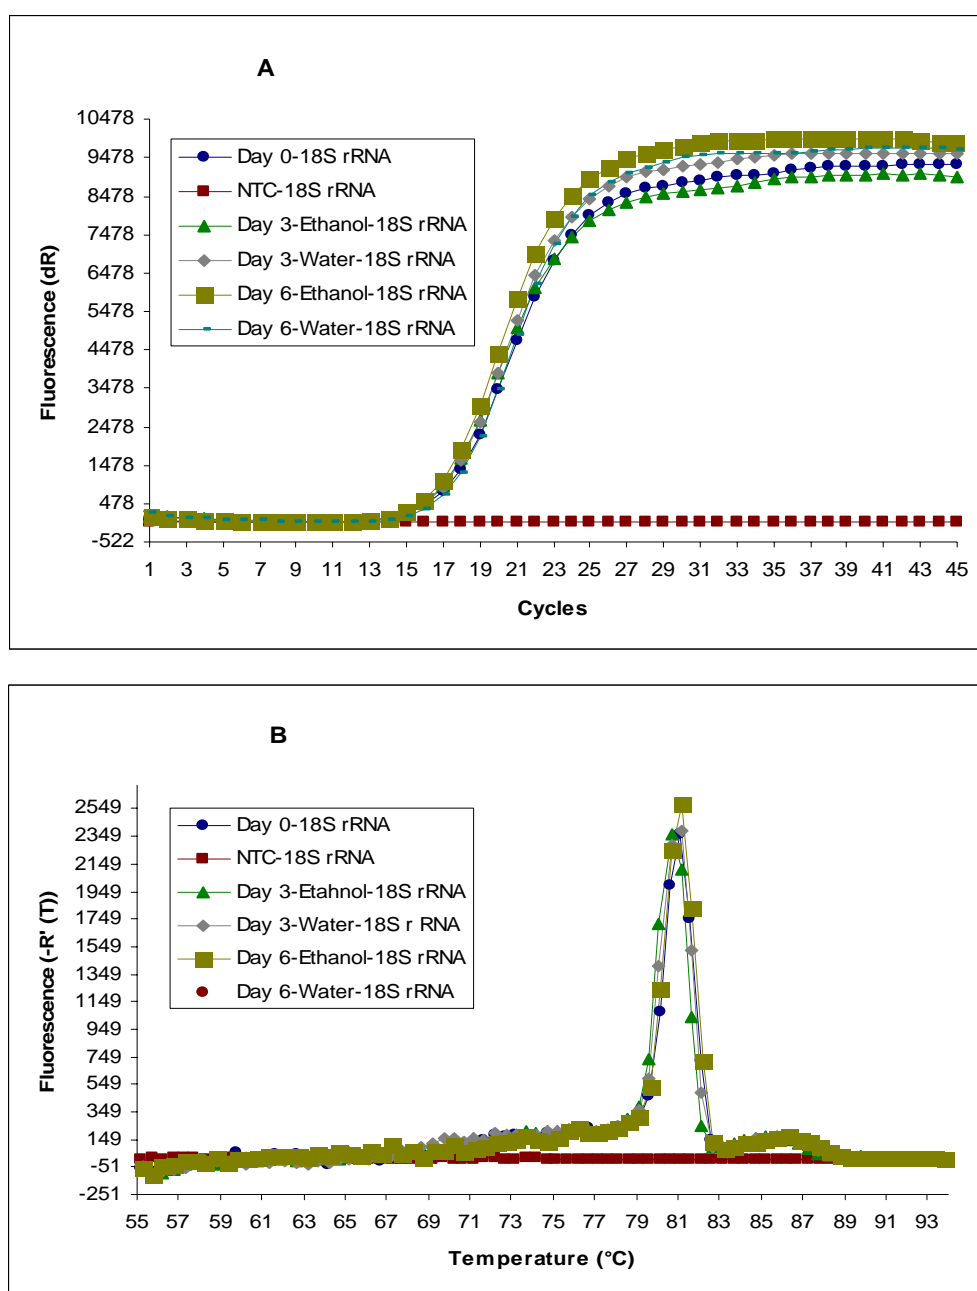 A
10478
9478
8478
7478
6478
5478
4478
3478
2478
1478
478
-522
Fluorescence (dR)
Day 0-18S rRNA
NTC-18S rRNA
Day 3-Ethanol-18S rRNA
Day 3-Water-18S rRNA
Day 6-Ethanol-18S rRNA
Day 6-Water-18S rRNA
1 3 5 7 9 11 13 15 17 19 21 23 25 27 29 31 33 35 37 39 41 43 45
Cycles
B
2549
2349
2149
1949
1749
1549
1349
1149
949
749
549
349
149
-51
-251
Fluorescence (-R' (T))
Day 0-18S rRNA
NTC-18S rRNA
Day 3-Etahnol-18S rRNA
Day 3-Water-18S r RNA
Day 6-Ethanol-18S rRNA
Day 6-Water-18S rRNA
55 57 59 61 63 65 67 69 71 73 75 77 79 81 83 85 87 89 91 93
Temperature (°C)